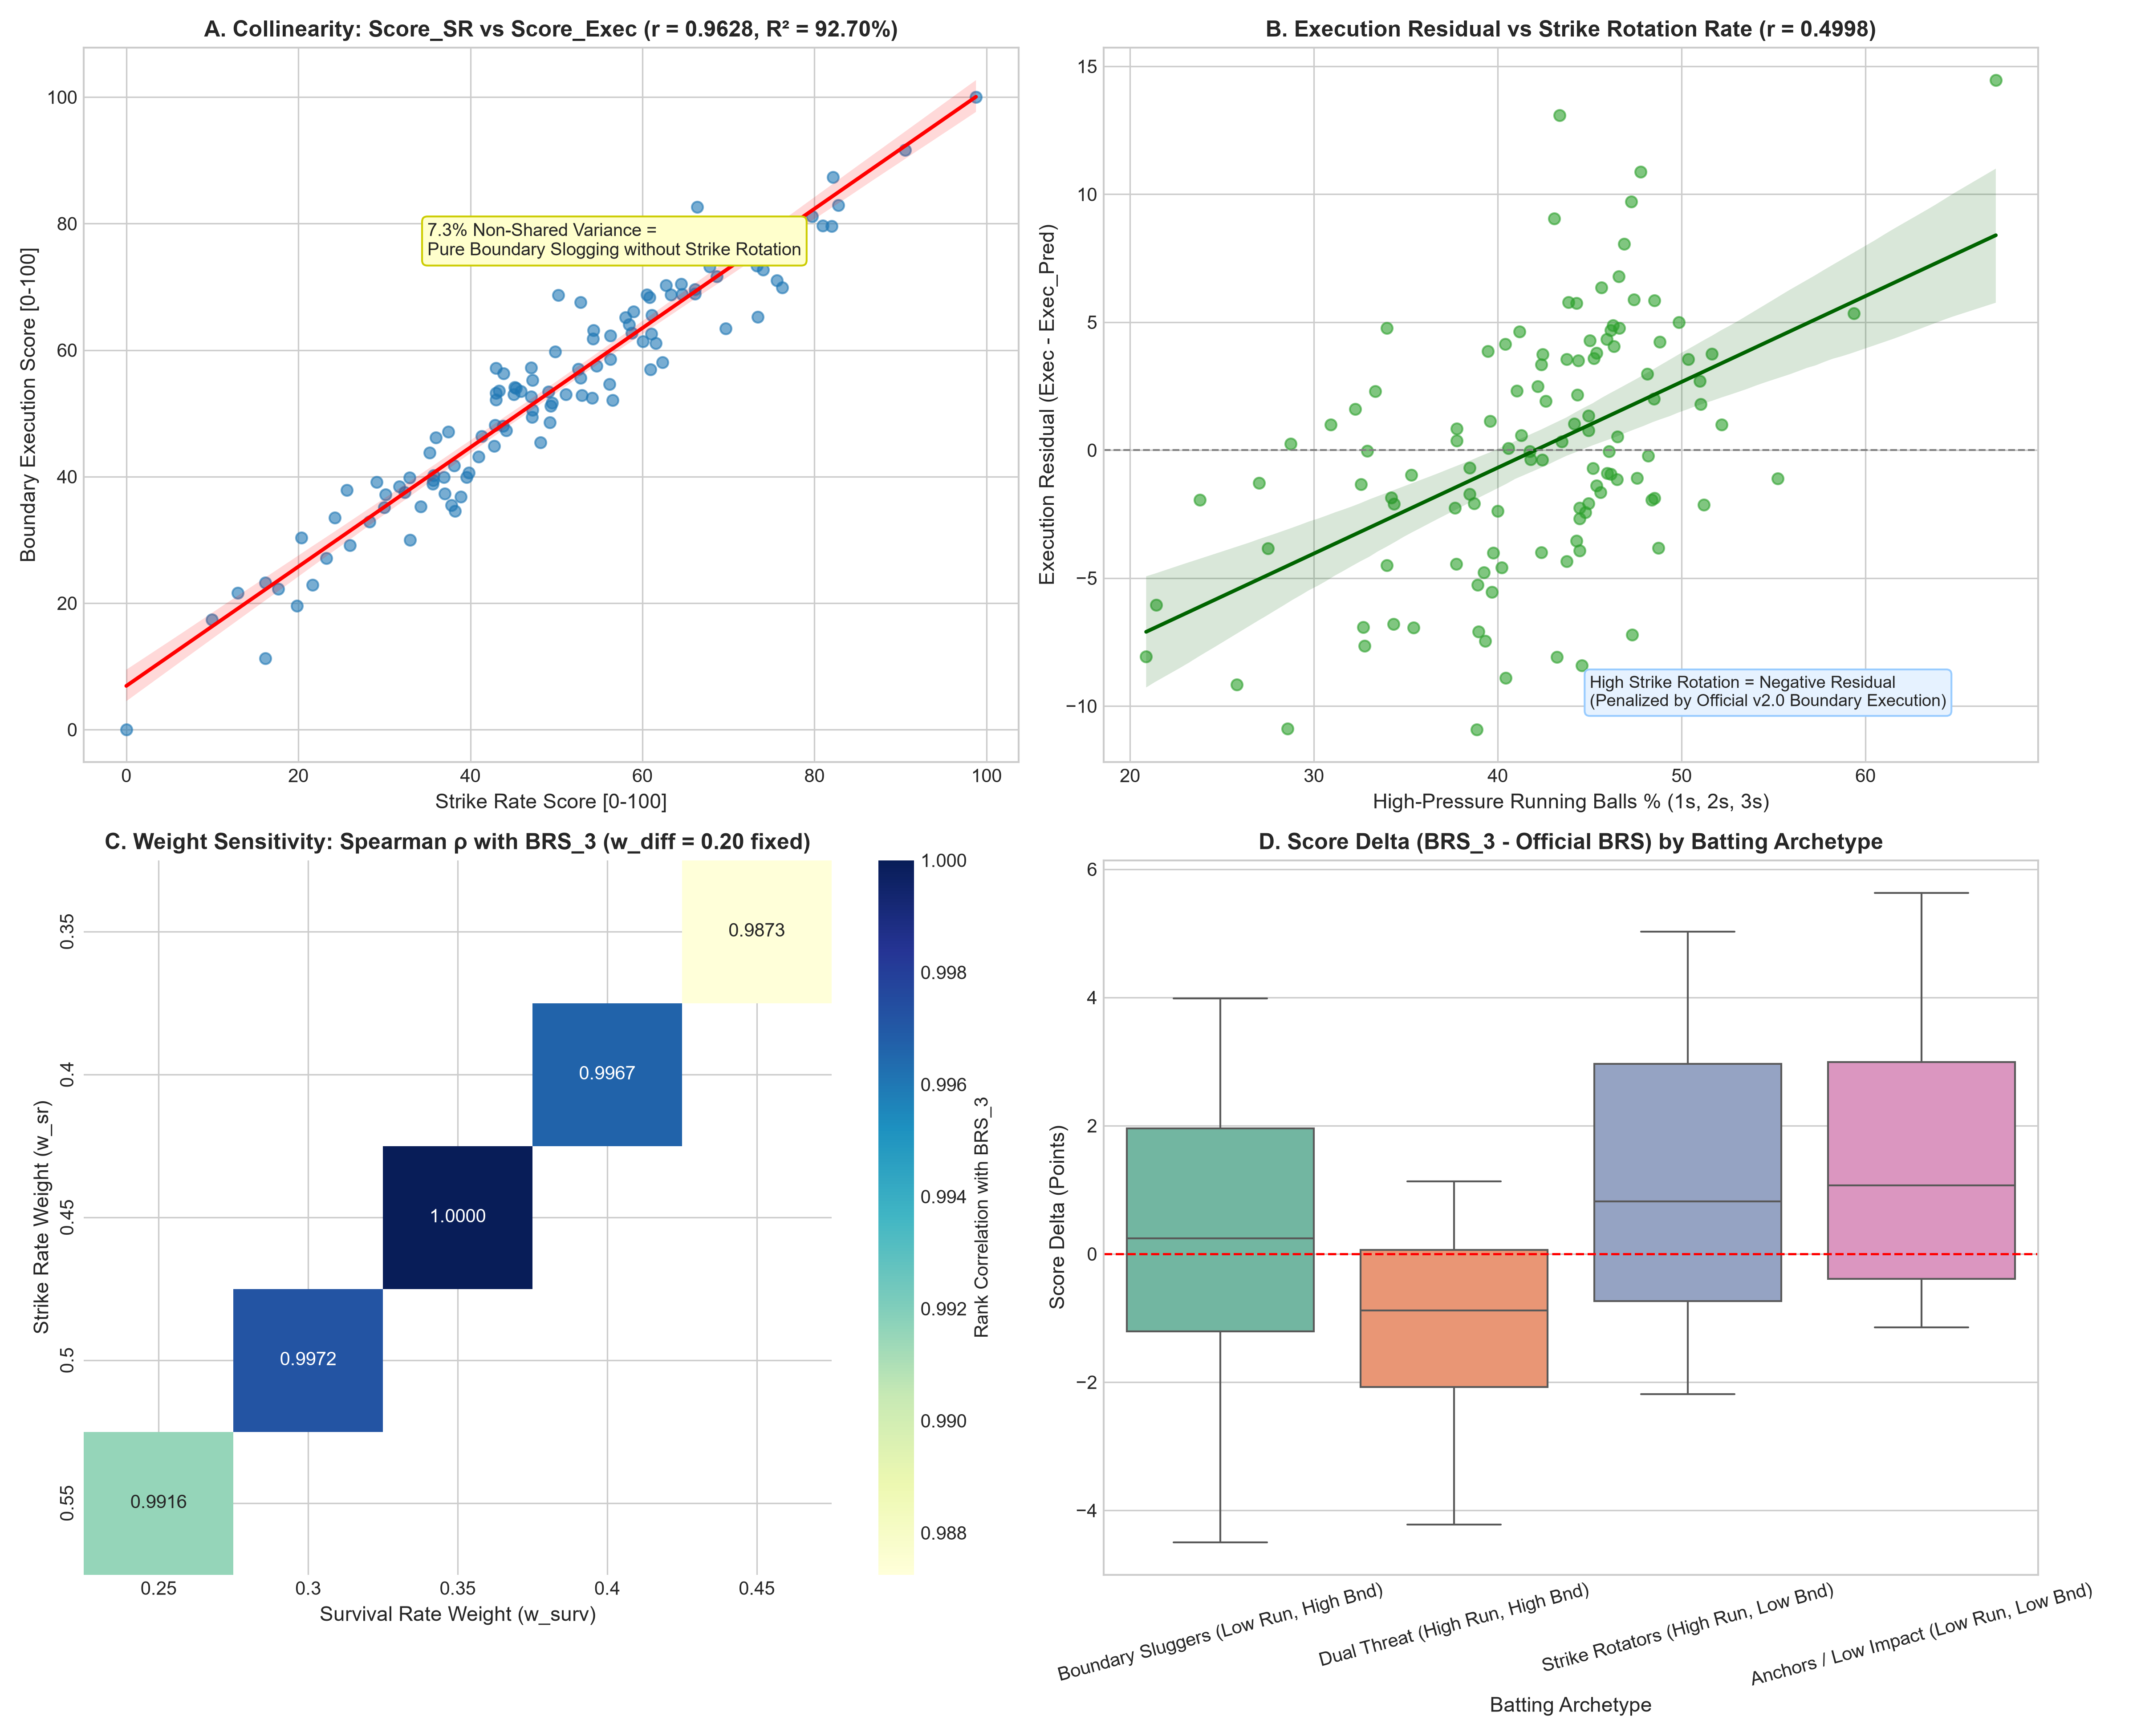 A. Collinearity: Score_SR vs Score_Exec (r = 0.9628, R² = 92.70%)
100
80
60
40
20
0
Boundary Execution Score [0-100]
7.3% Non-Shared Variance =
Pure Boundary Slogging without Strike Rotation
0 20 40 60 80 100
Strike Rate Score [0-100]
B. Execution Residual vs Strike Rotation Rate (r = 0.4998)
15
10
5
0
−5
−10
Execution Residual (Exec - Exec_Pred)
High Strike Rotation = Negative Residual
(Penalized by Official v2.0 Boundary Execution)
20 30 40 50 60
High-Pressure Running Balls % (1s, 2s, 3s)
C. Weight Sensitivity: Spearman ρ with BRS_3 (w_diff = 0.20 fixed)
0.35
0.4
0.45
0.5
0.55
Strike Rate Weight (w_sr)
0.9873
0.9967
1.0000
0.9972
0.9916
0.25 0.3 0.35 0.4 0.45
Survival Rate Weight (w_surv)
1.000
0.998
0.996
0.994
0.992
0.990
0.988
Rank Correlation with BRS_3
D. Score Delta (BRS_3 - Official BRS) by Batting Archetype
6
4
2
0
−2
−4
Score Delta (Points)
Boundary Sluggers (Low Run, High Bnd)
Dual Threat (High Run, High Bnd)
Strike Rotators (High Run, Low Bnd)
Anchors / Low Impact (Low Run, Low Bnd)
Batting Archetype